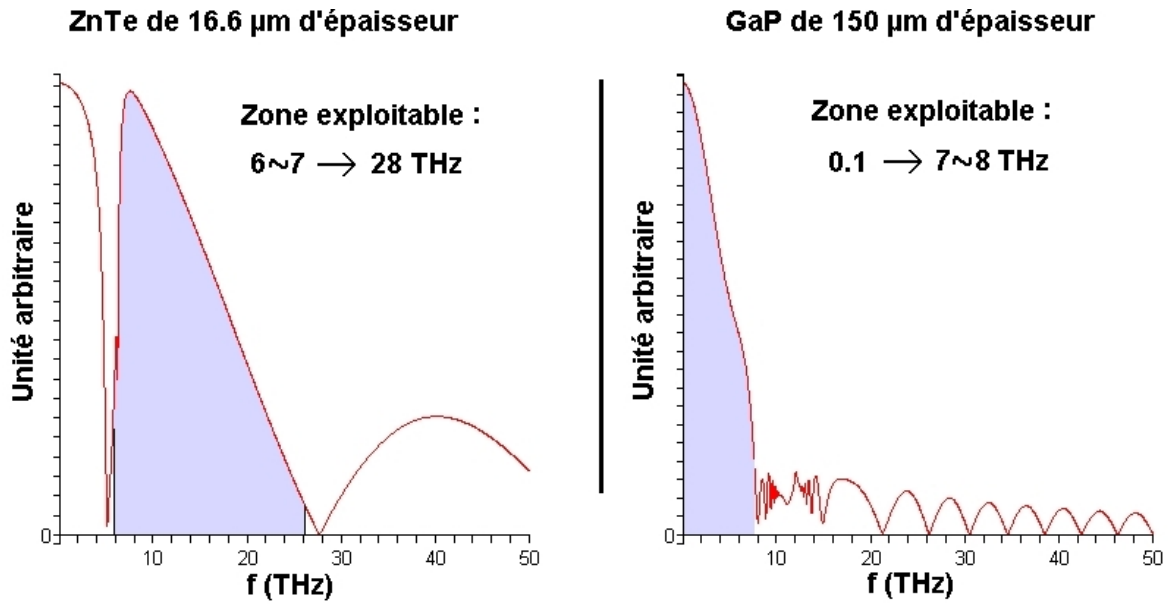 ZnTe de 16.6 µm d'épaisseur
Zone exploitable :
6~7 → 28 THz
Unité arbitraire
0
10
20
30
40
50
f (THz)
GaP de 150 µm d'épaisseur
Zone exploitable :
0.1 → 7~8 THz
Unité arbitraire
0
10
20
30
40
50
f (THz)